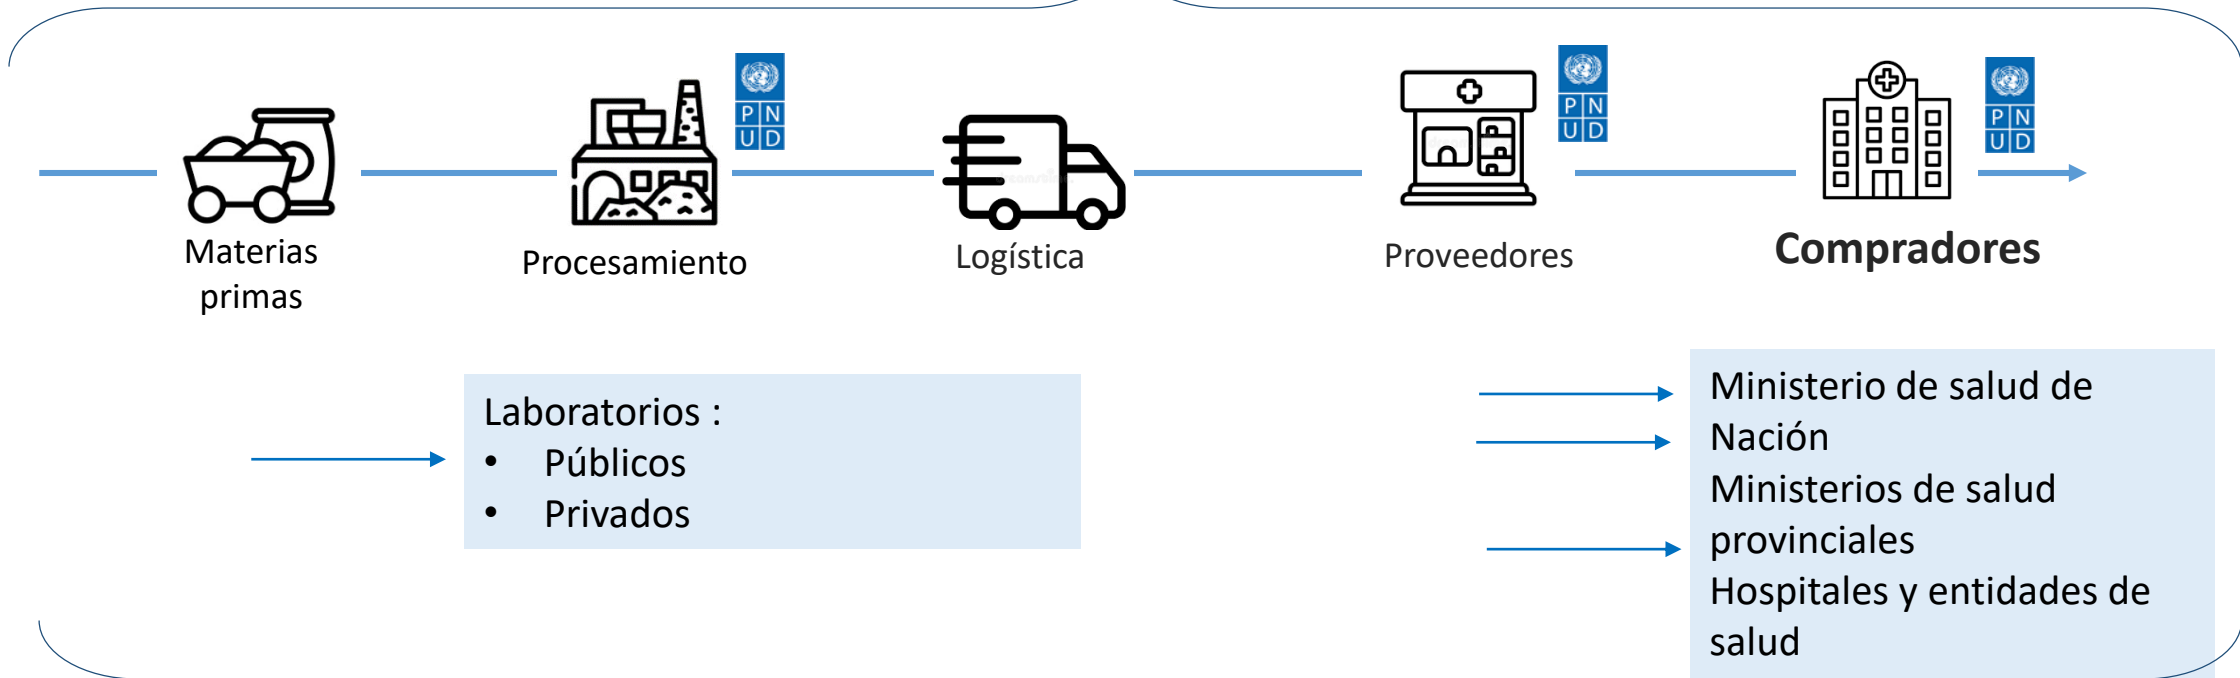 P N
U D
P N
U D
P N
U D
Materias
primas
Procesamiento
Logística
Proveedores
Compradores
Laboratorios :
• Públicos
• Privados
Ministerio de salud de
Nación
Ministerios de salud
provinciales
Hospitales y entidades de
salud